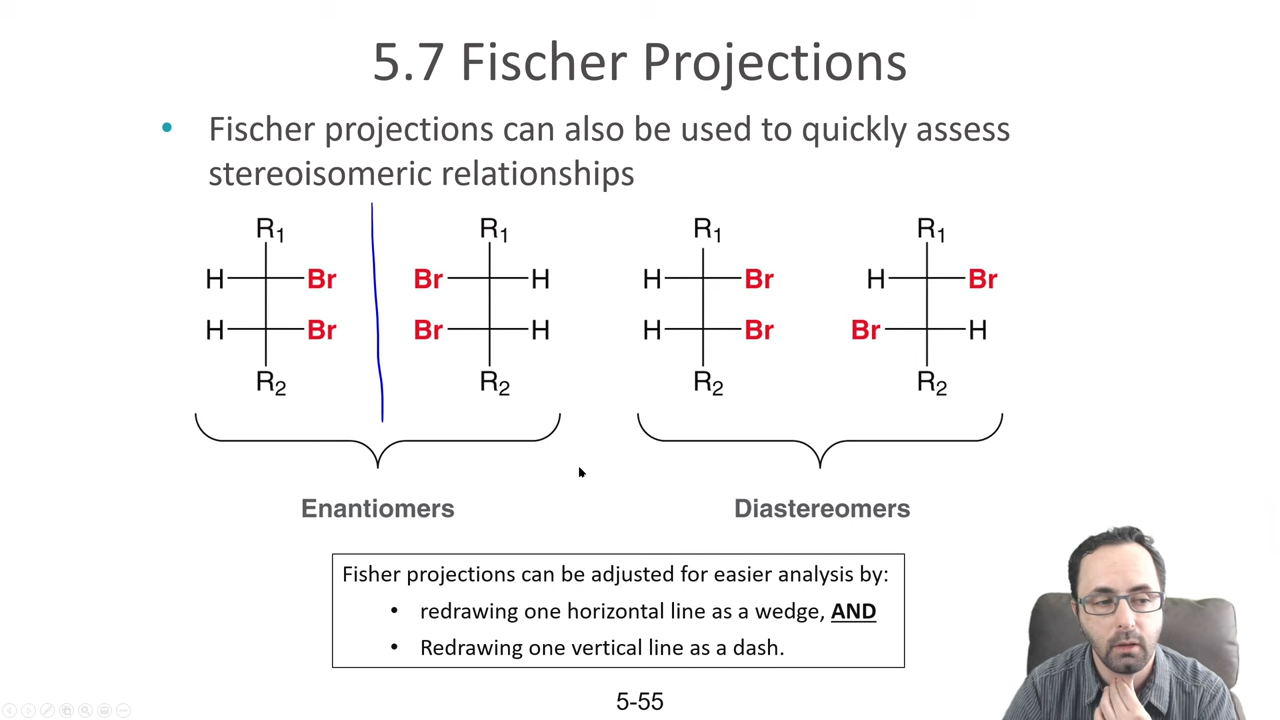 5.7 Fischer Projections
• Fischer projections can also be used to quickly assess
stereoisomeric relationships
R1 R1 R1 R1
H Br Br H H Br H Br
H Br Br H H Br Br H
R2 R2 R2 R2
Enantiomers Diastereomers
Fisher projections can be adjusted for easier analysis by:
• redrawing one horizontal line as a wedge, AND
• Redrawing one vertical line as a dash.
5-55